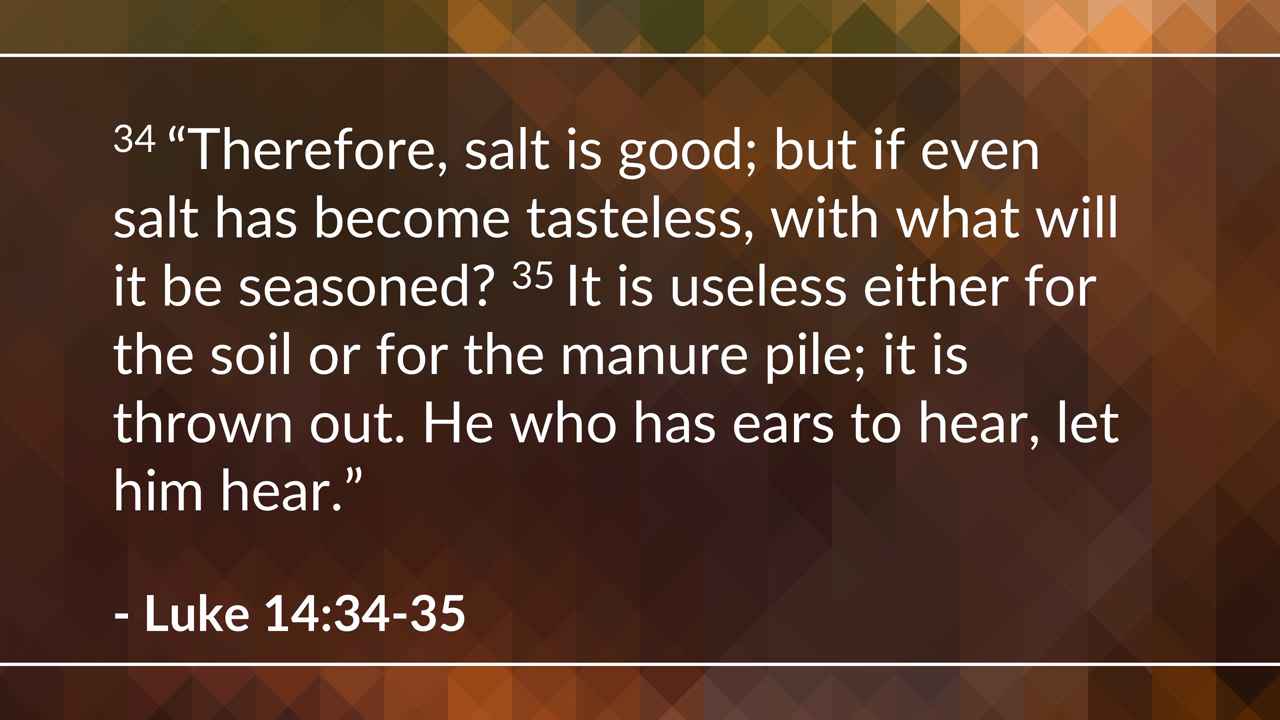 34 “Therefore, salt is good; but if even
salt has become tasteless, with what will
it be seasoned? 35 It is useless either for
the soil or for the manure pile; it is
thrown out. He who has ears to hear, let
him hear.”
- Luke 14:34-35